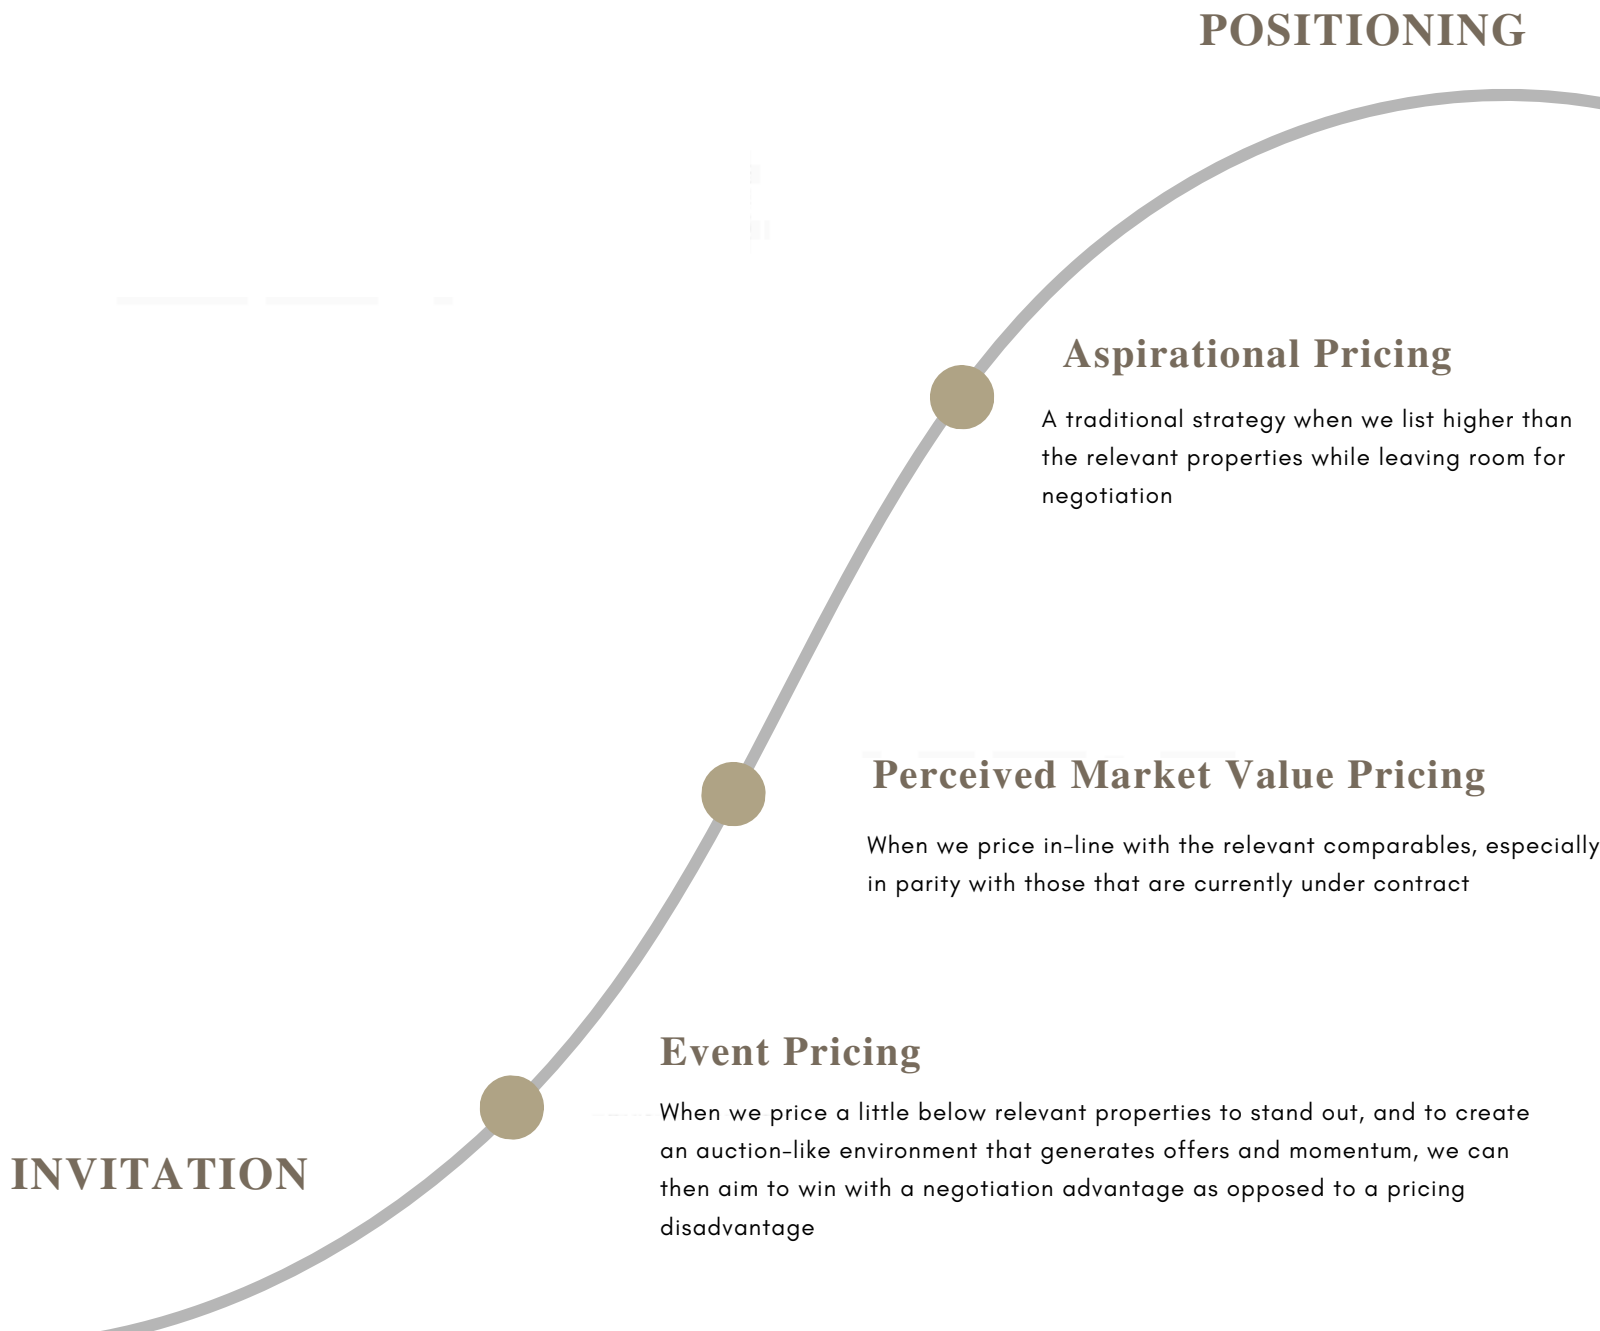 POSITIONING
Aspirational Pricing
A traditional strategy when we list higher than
the relevant properties while leaving room for
negotiation
Perceived Market Value Pricing
When we price in-line with the relevant comparables, especially
in parity with those that are currently under contract
Event Pricing
When we price a little below relevant properties to stand out, and to create
an auction-like environment that generates offers and momentum, we can
then aim to win with a negotiation advantage as opposed to a pricing
disadvantage
INVITATION